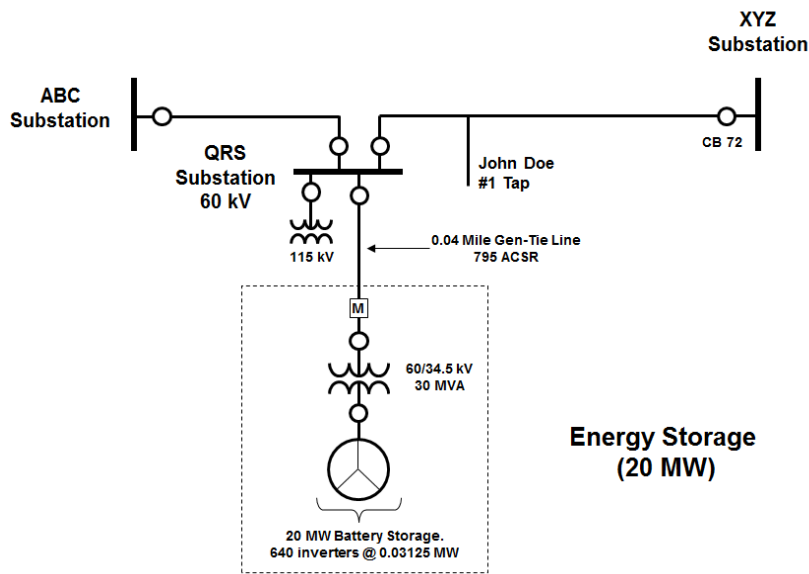 XYZ
Substation
ABC
Substation
CB 72
QRS
Substation
60 kV
John Doe
#1 Tap
115 kV
0.04 Mile Gen-Tie Line
795 ACSR
M
60/34.5 kV
30 MVA
Energy Storage
(20 MW)
20 MW Battery Storage.
640 inverters @ 0.03125 MW